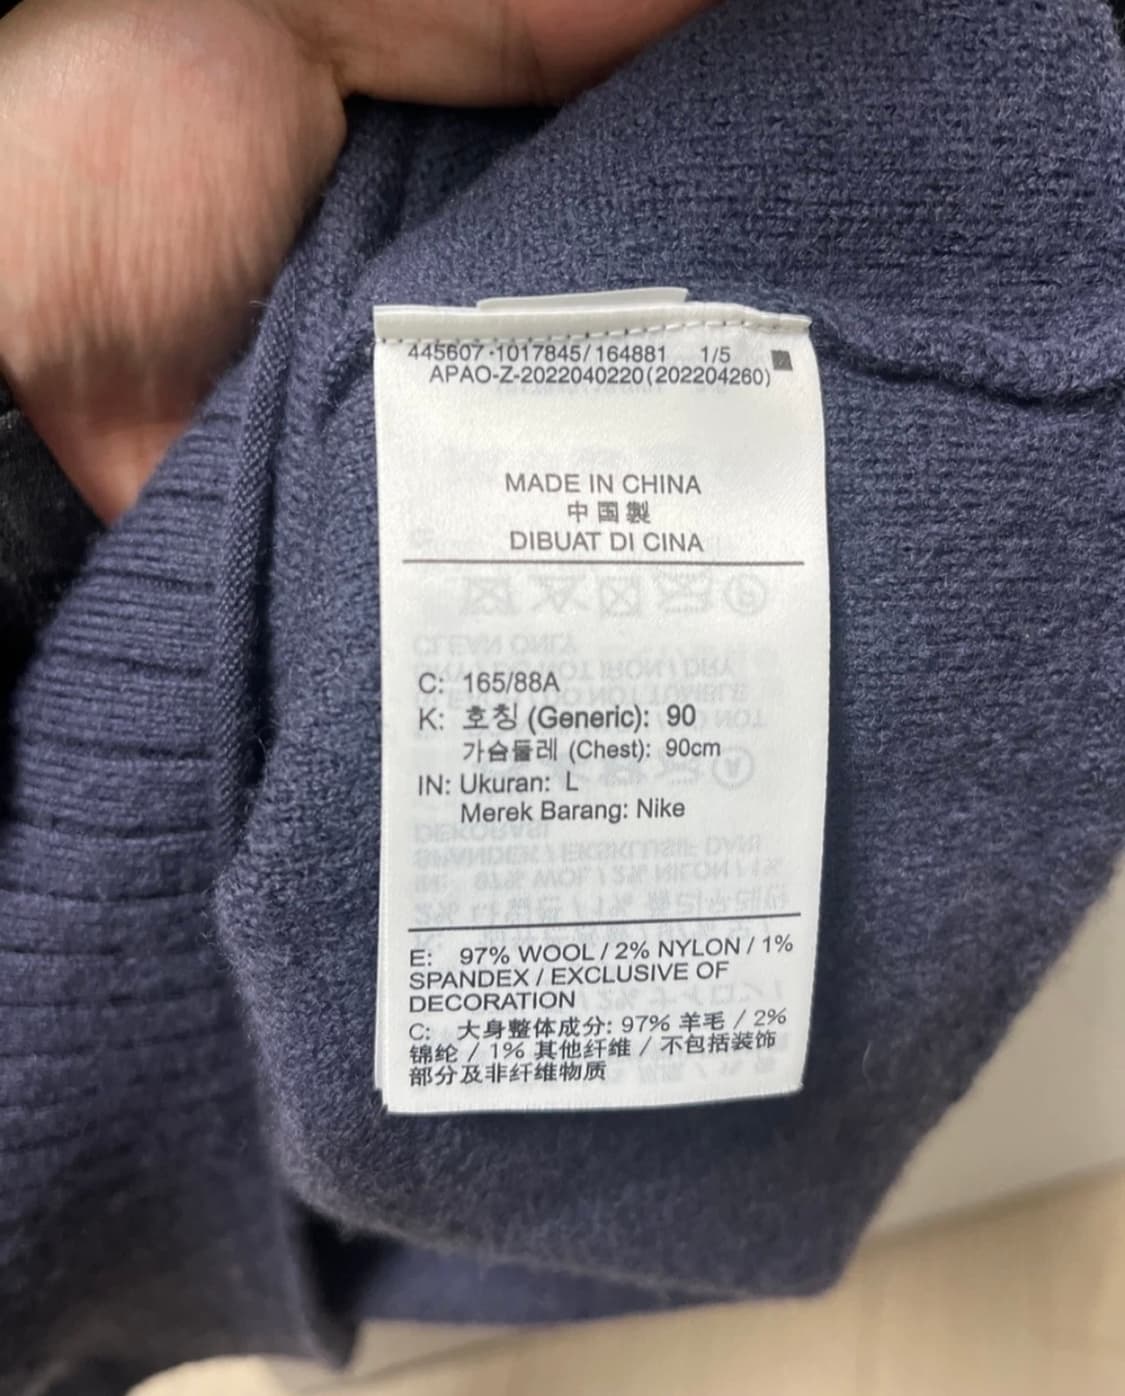 445607-1017845/164881 1/5
APAO-Z-2022040220(202204260)
MADE IN CHINA
中国製
DIBUAT DI CINA
C: 165/88A
K: 호칭 (Generic): 90
가슴둘레 (Chest): 90cm
IN: Ukuran: L
Merek Barang: Nike
E: 97% WOOL / 2% NYLON / 1%
SPANDEX / EXCLUSIVE OF
DECORATION
C: 大身整体成分: 97% 羊毛 / 2%
锦纶 / 1% 其他纤维 / 不包括装饰
部分及非纤维物质